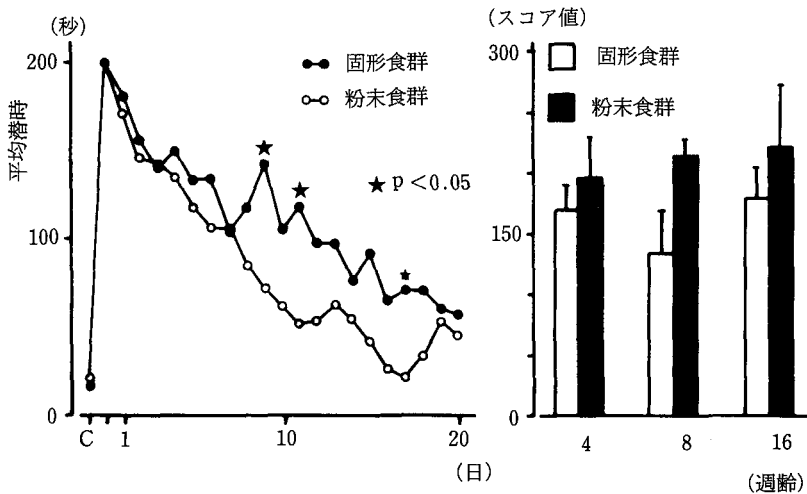 (秒)
200
100
0
平均潜時
固形食群
粉末食群
★
★
★ p <0.05
★
C 1 10 20
(日)
(スコア値)
300
150
0
固形食群
粉末食群
4 8 16
(週齢)